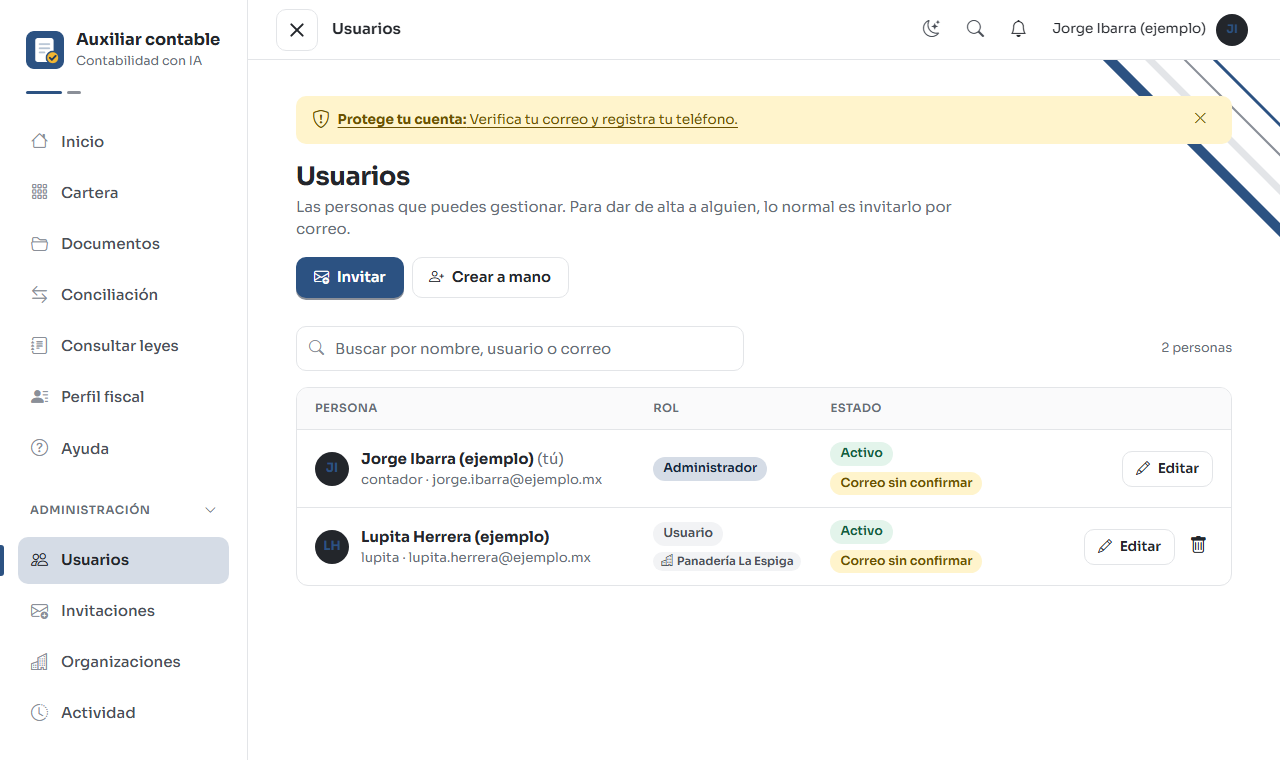 Auxiliar contable
Contabilidad con IA
Inicio
Cartera
Documentos
Conciliación
Consultar leyes
Perfil fiscal
Ayuda
ADMINISTRACIÓN
Usuarios
Invitaciones
Organizaciones
Actividad
Usuarios
Jorge Ibarra (ejemplo)
JI
Protege tu cuenta: Verifica tu correo y registra tu teléfono.
Usuarios
Las personas que puedes gestionar. Para dar de alta a alguien, lo normal es invitarlo por
correo.
Invitar
Crear a mano
Buscar por nombre, usuario o correo
2 personas
PERSONA ROL ESTADO
JI
Jorge Ibarra (ejemplo) (tú)
contador · jorge.ibarra@ejemplo.mx
Administrador
Activo
Correo sin confirmar
Editar
LH
Lupita Herrera (ejemplo)
lupita · lupita.herrera@ejemplo.mx
Usuario
Panadería La Espiga
Activo
Correo sin confirmar
Editar